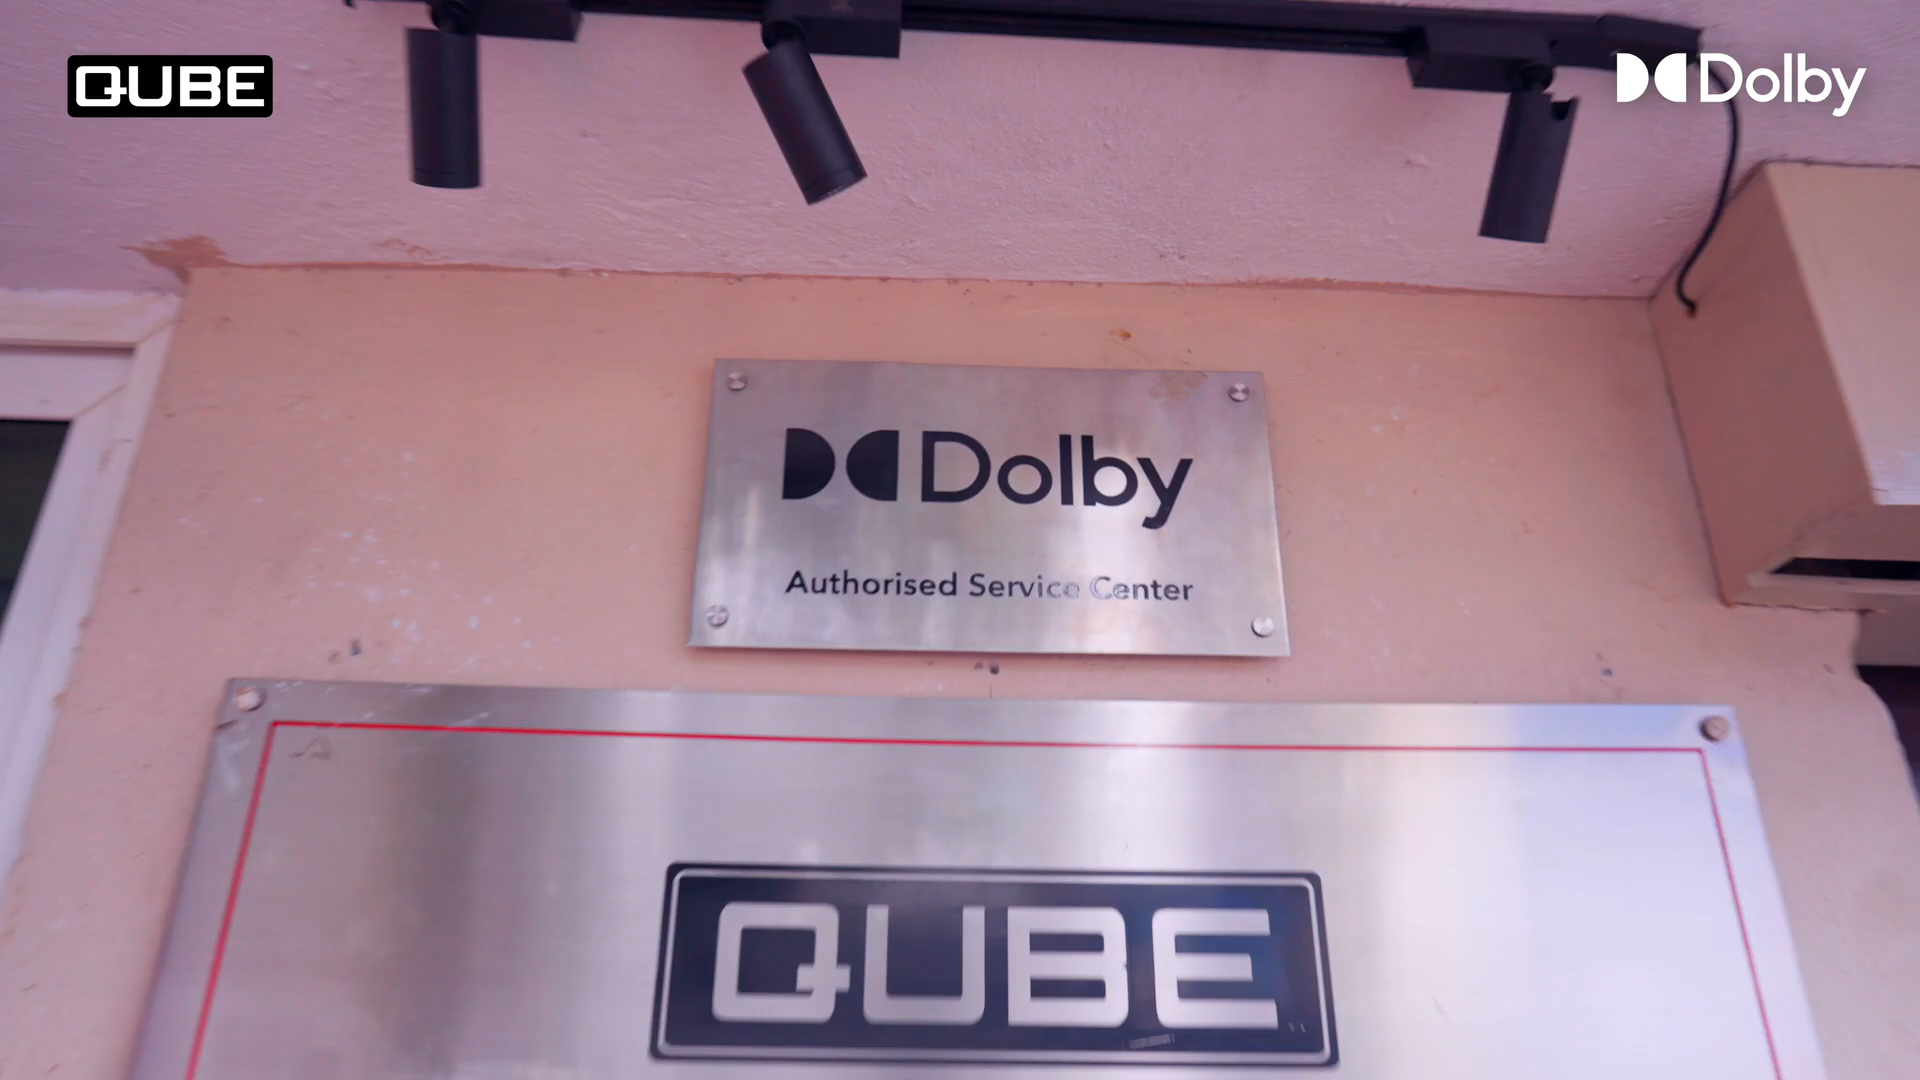 QUBE
Dolby
Dolby
Authorised Service Center
QUBE